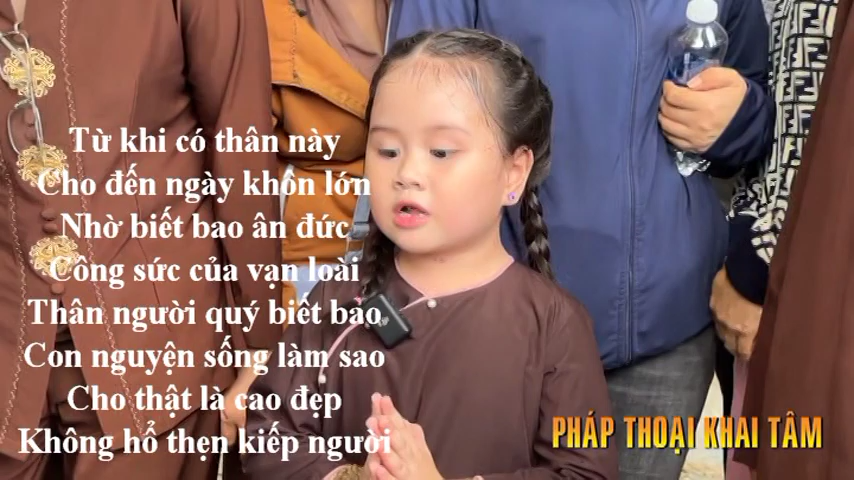 Từ khi có thân này
Cho đến ngày khôn lớn
Nhờ biết bao ân đức
Công sức của vạn loài
Thân người quý biết bao
Con nguyện sống làm sao
Cho thật là cao đẹp
Không hổ thẹn kiếp người
PHÁP THOẠI KHAI TÂM